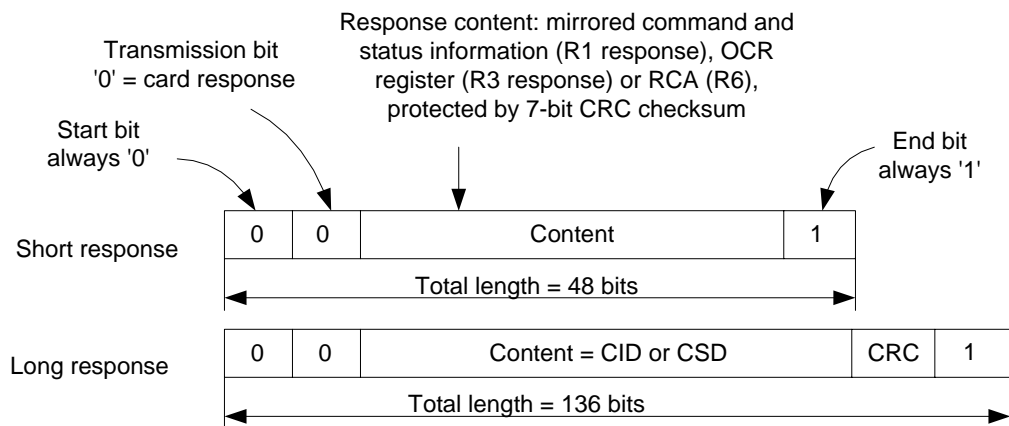 Response content: mirrored command and
status information (R1 response), OCR
register (R3 response) or RCA (R6),
protected by 7-bit CRC checksum
Transmission bit
'0' = card response
Start bit
always '0'
End bit
always '1'
Short response
0 0 Content 1
Total length = 48 bits
Long response
0 0 Content = CID or CSD CRC 1
Total length = 136 bits